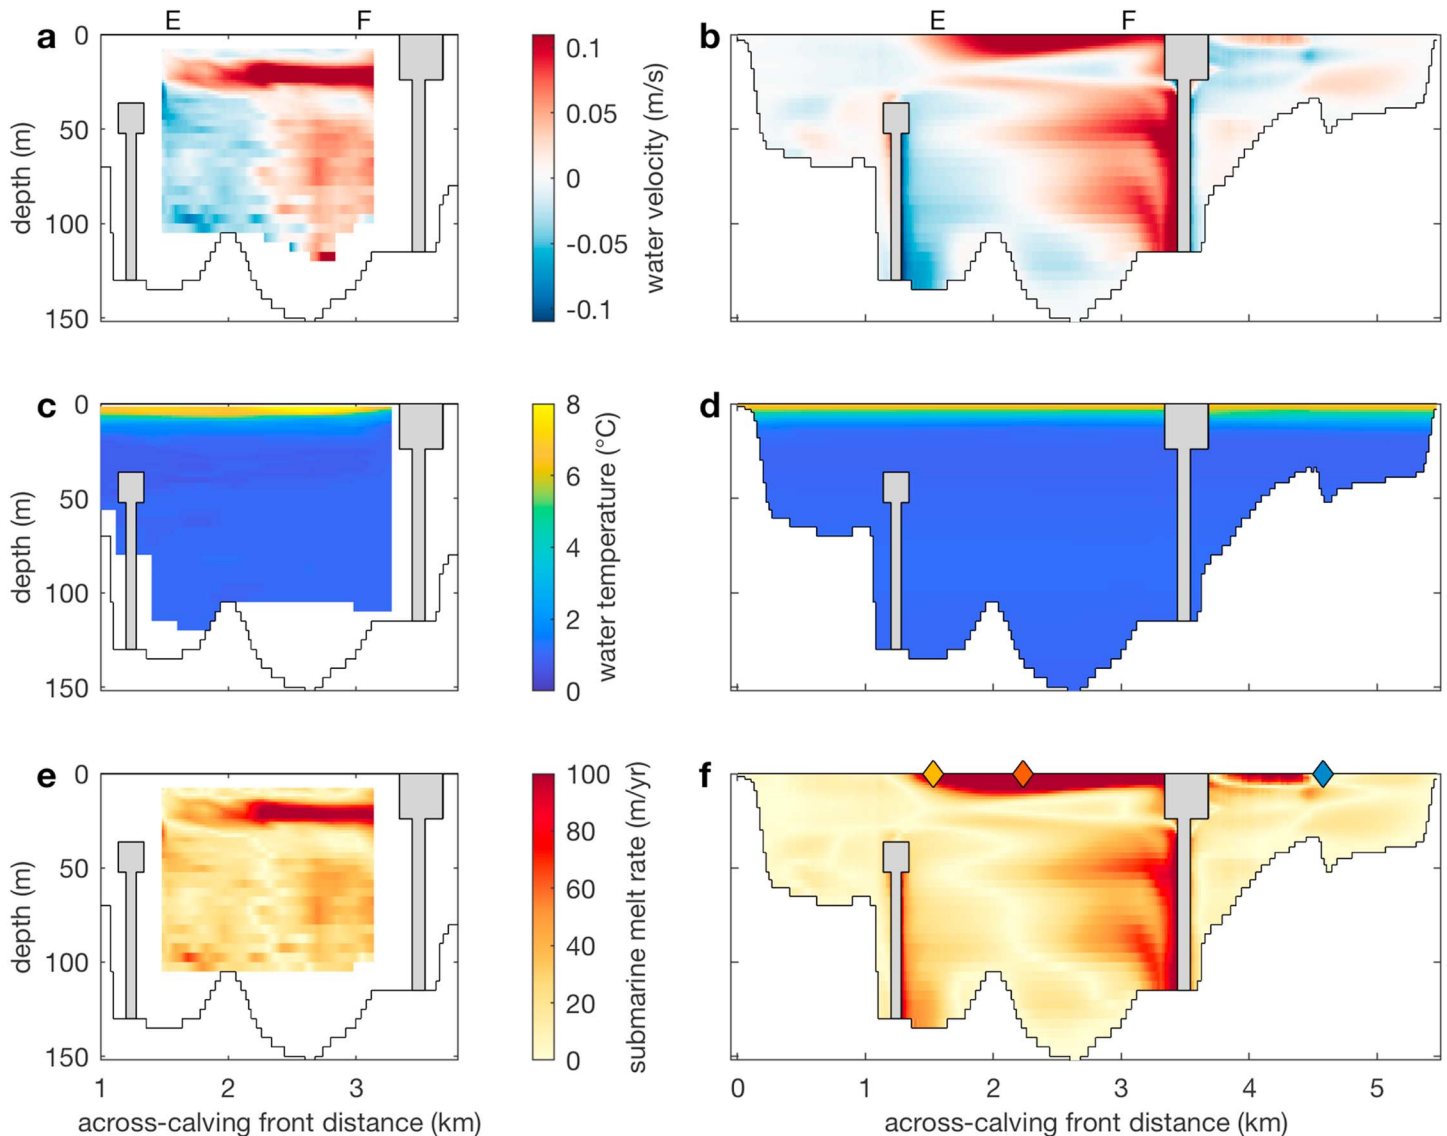 E F E F
a b
0
50
100
150
depth (m)
0.1
0.05
0
-0.05
-0.1
water velocity (m/s)
c d
0
50
100
150
depth (m)
8
6
4
2
0
water temperature (°C)
e f
0
50
100
150
depth (m)
100
80
60
40
20
0
submarine melt rate (m/yr)
1 2 3 0 1 2 3 4 5
across-calving front distance (km) across-calving front distance (km)